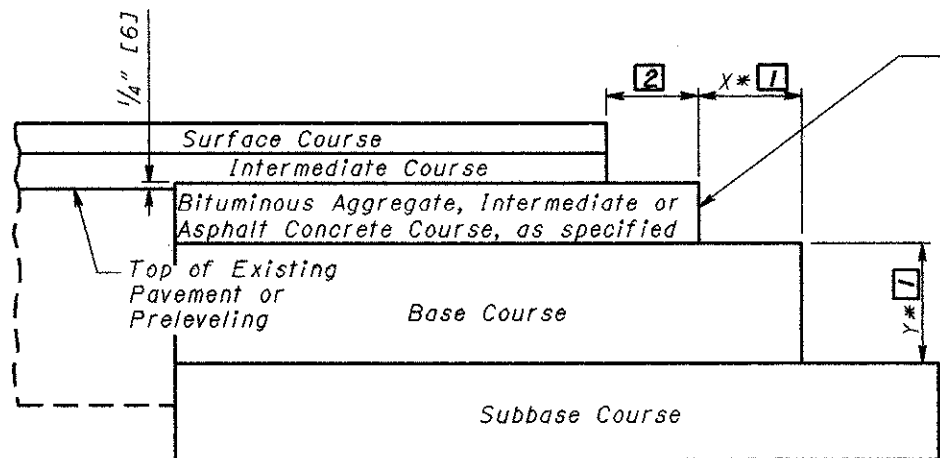 1/4" [6]
2
X* 1
Surface Course
Intermediate Course
Bituminous Aggregate, Intermediate or
Asphalt Concrete Course, as specified
Top of Existing
Pavement or
Preleveling
Base Course
Y* 1
Subbase Course